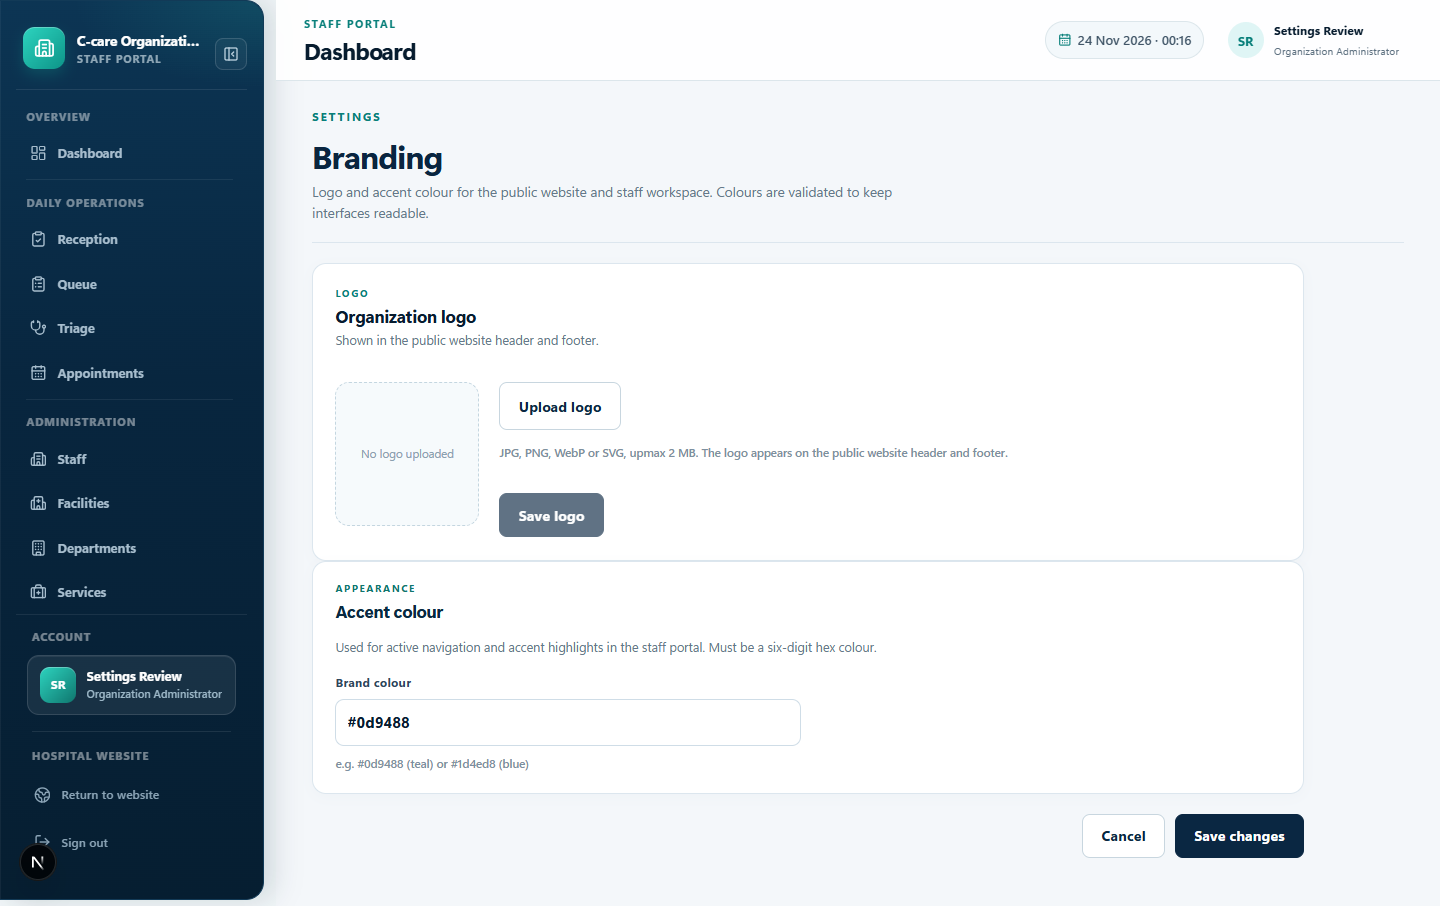 C-care Organizati...
STAFF PORTAL
OVERVIEW
Dashboard
DAILY OPERATIONS
Reception
Queue
Triage
Appointments
ADMINISTRATION
Staff
Facilities
Departments
Services
ACCOUNT
SR
Settings Review
Organization Administrator
HOSPITAL WEBSITE
Return to website
Sign out
N
STAFF PORTAL
Dashboard
24 Nov 2026 · 00:16
SR
Settings Review
Organization Administrator
SETTINGS
Branding
Logo and accent colour for the public website and staff workspace. Colours are validated to keep
interfaces readable.
LOGO
Organization logo
Shown in the public website header and footer.
No logo uploaded
Upload logo
JPG, PNG, WebP or SVG, upmax 2 MB. The logo appears on the public website header and footer.
Save logo
APPEARANCE
Accent colour
Used for active navigation and accent highlights in the staff portal. Must be a six-digit hex colour.
Brand colour
#0d9488
e.g. #0d9488 (teal) or #1d4ed8 (blue)
Cancel
Save changes